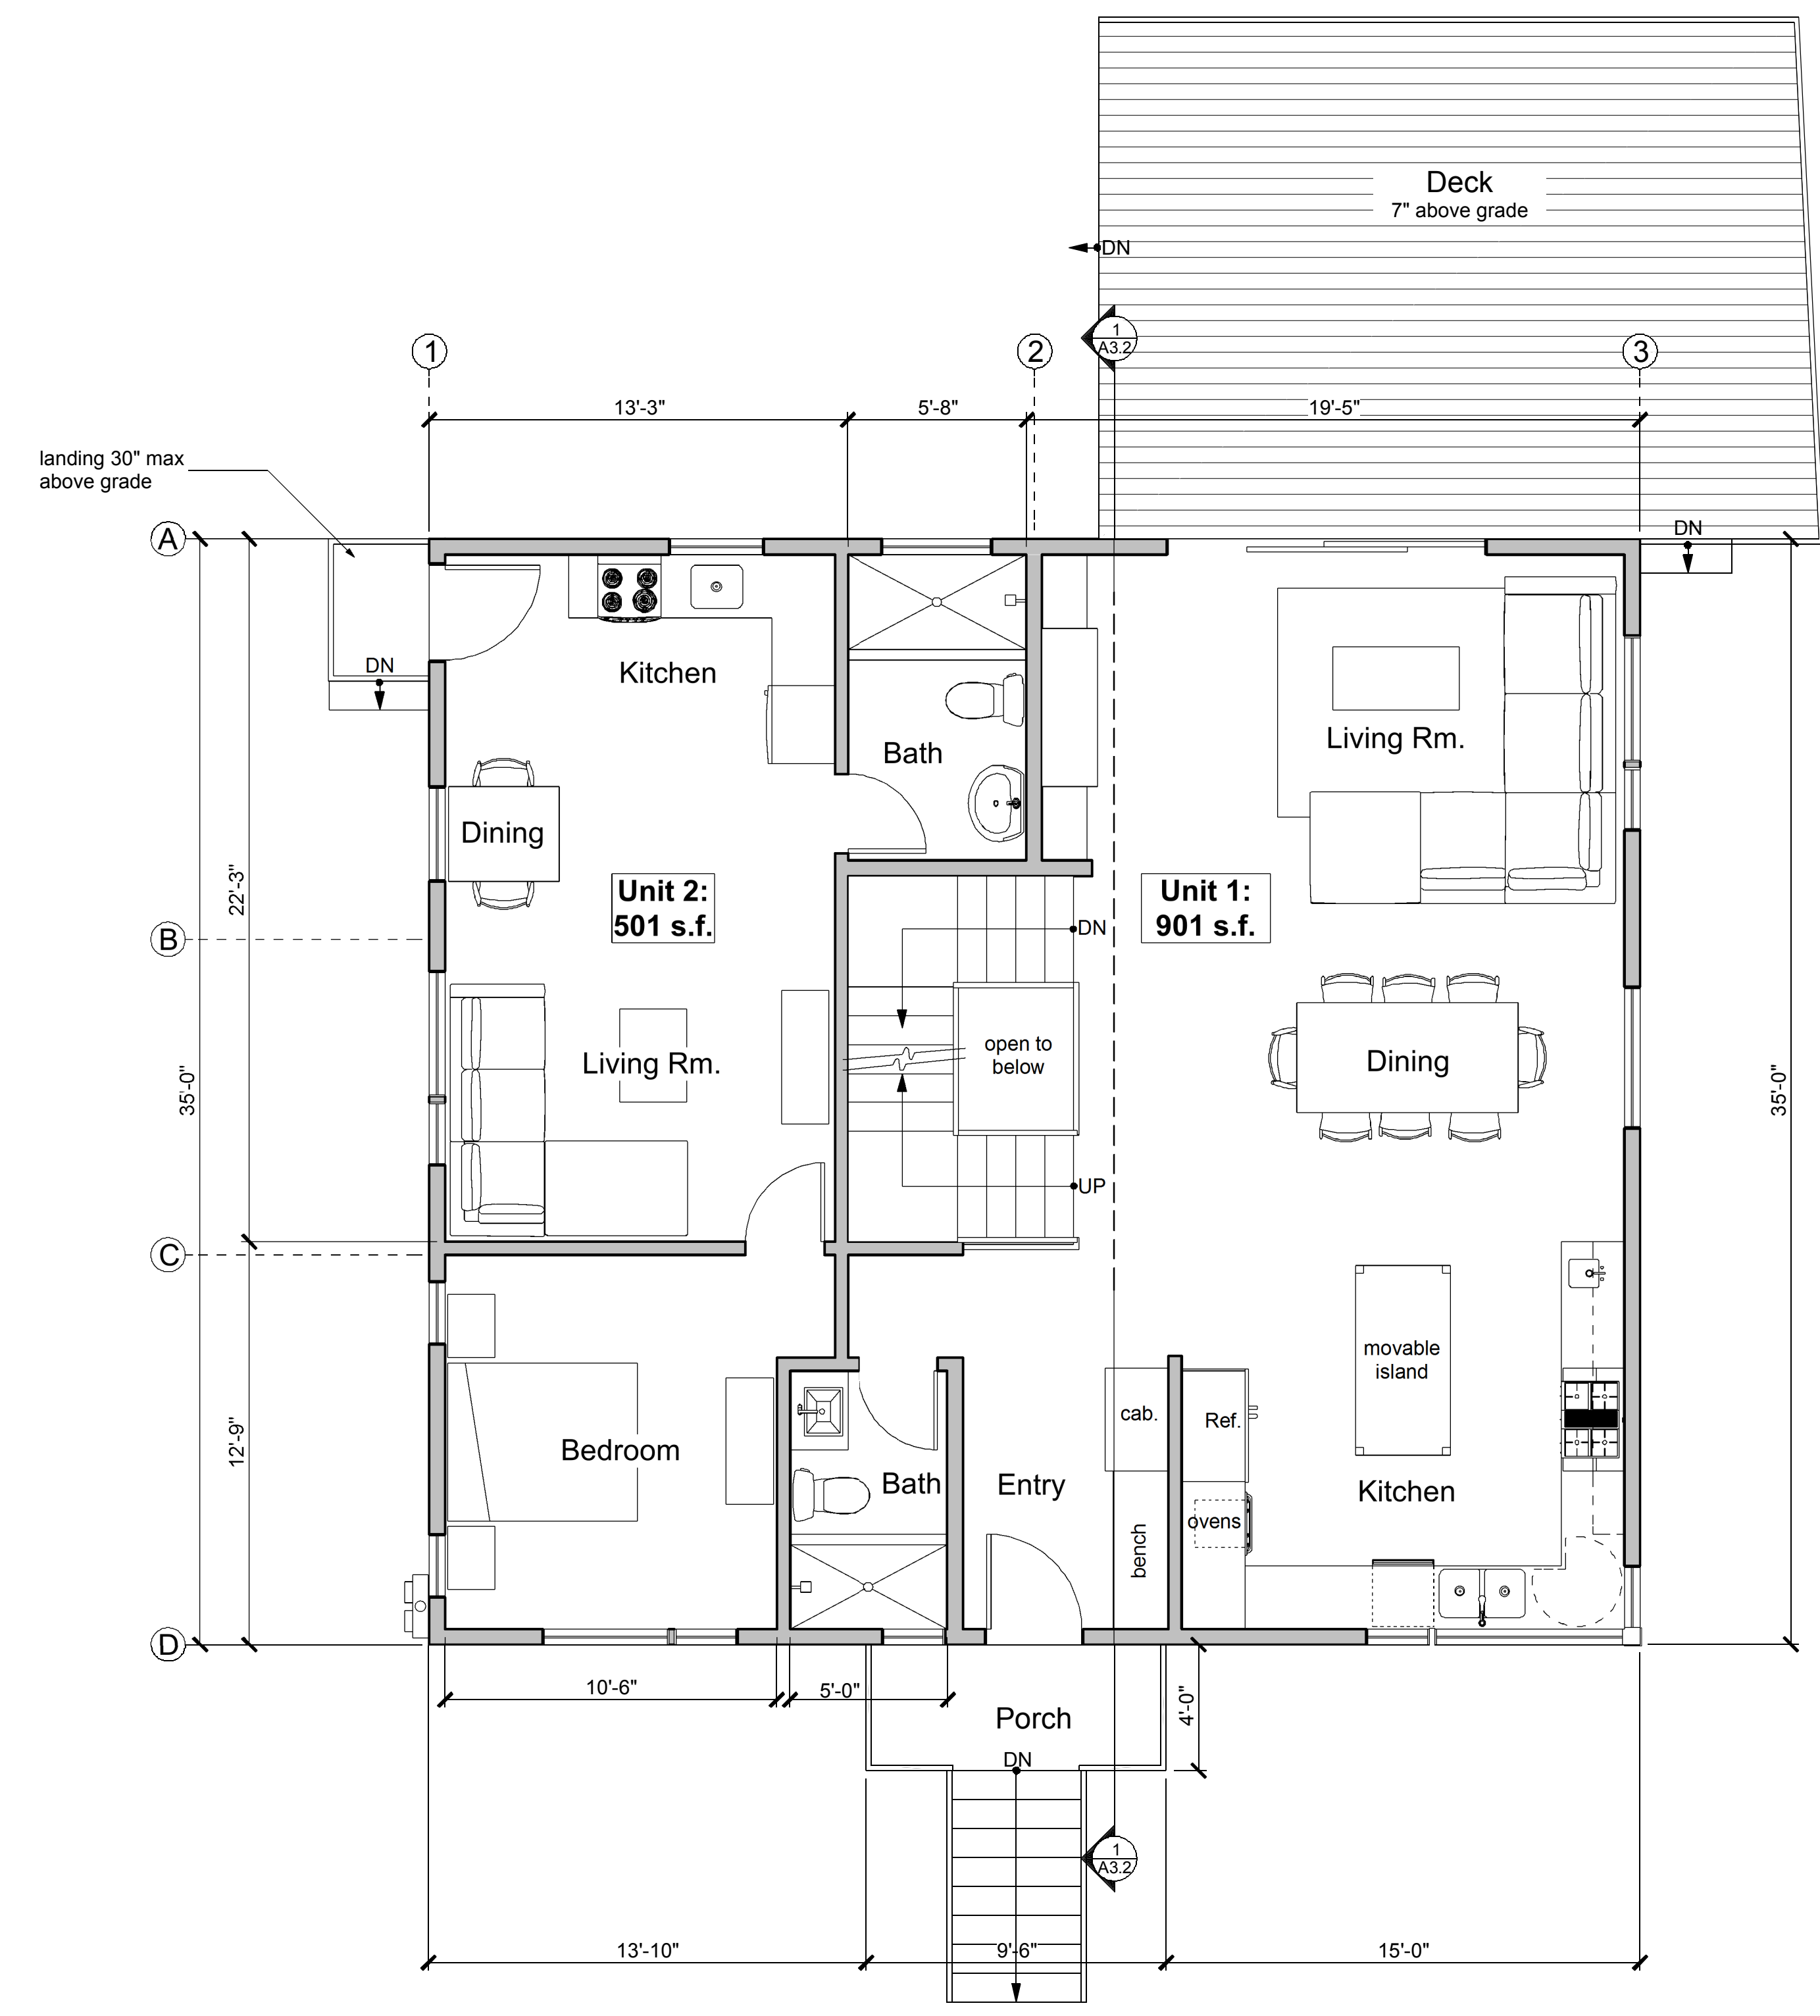 Deck
7" above grade
DN
1
A3.2
1
2
3
13'-3"
5'-8"
19'-5"
landing 30" max
above grade
A
DN
DN
Kitchen
Living Rm.
Bath
Dining
22'-3"
Unit 2:
501 s.f.
Unit 1:
901 s.f.
B
DN
open to
below
Living Rm.
Dining
35'-0"
35'-0"
UP
C
movable
island
cab.
Ref.
12'-9"
Bedroom
Bath
Entry
Kitchen
ovens
bench
D
10'-6"
5'-0"
Porch
4'-0"
DN
1
A3.2
13'-10"
9'-6"
15'-0"